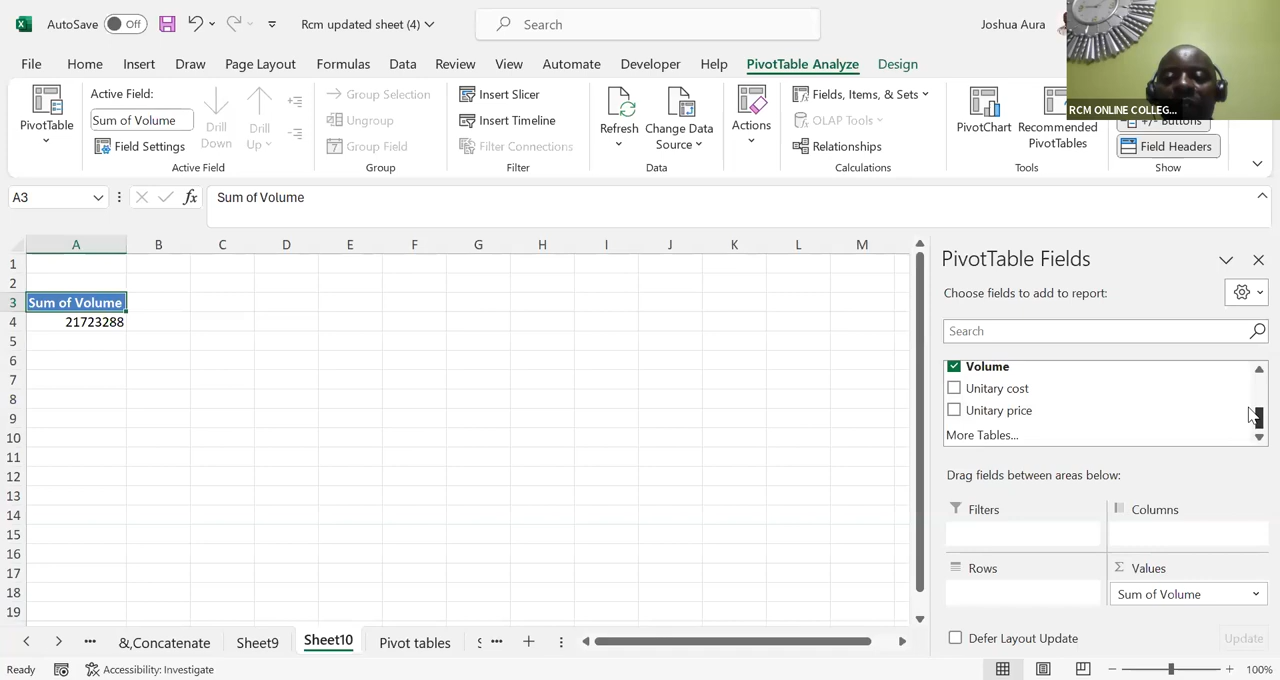 AutoSave Off Rcm updated sheet (4) Search Joshua Aura
File Home Insert Draw Page Layout Formulas Data Review View Automate Developer Help PivotTable Analyze Design
RCM ONLINE COLLEG...
PivotTable
Active Field:
Sum of Volume
Field Settings
Drill Down
Drill Up
Active Field
Group Selection
Ungroup
Group Field
Group
Insert Slicer
Insert Timeline
Filter Connections
Filter
Refresh
Change Data Source
Data
Actions
Fields, Items, & Sets
OLAP Tools
Relationships
Calculations
PivotChart
Recommended PivotTables
Tools
+/- Buttons
Field Headers
Show
A3 fx Sum of Volume
A B C D E F G H I J K L M
1
2
3 Sum of Volume
4 21723288
5
6
7
8
9
10
11
12
13
14
15
16
17
18
19
PivotTable Fields
Choose fields to add to report:
Search
Volume
Unitary cost
Unitary price
More Tables...
Drag fields between areas below:
Filters Columns
Rows Σ Values
Sum of Volume
Defer Layout Update Update
&,Concatenate Sheet9 Sheet10 Pivot tables
Ready Accessibility: Investigate 100%